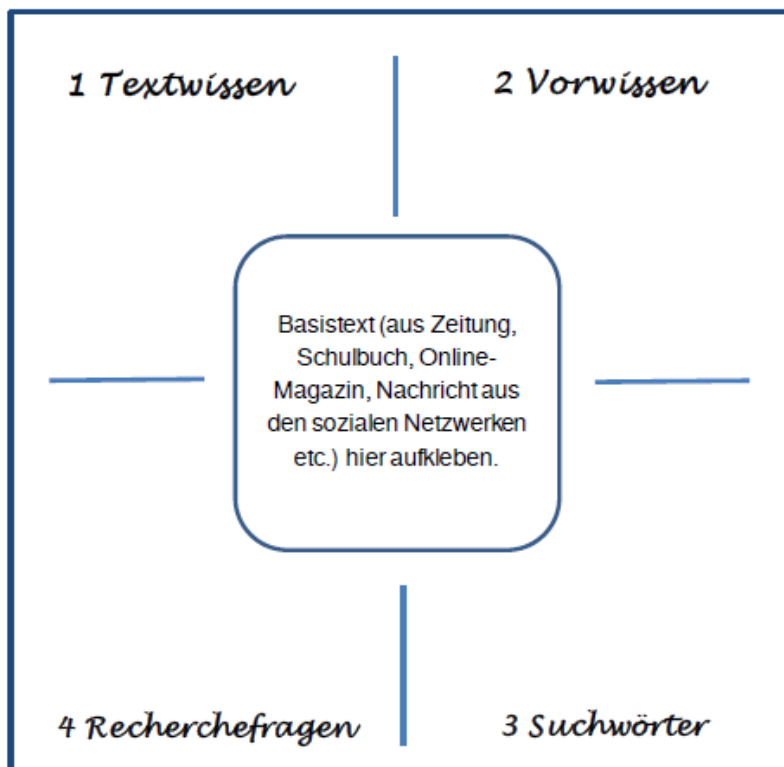 1 Textwissen
2 Vorwissen
Basistext (aus Zeitung,
Schulbuch, Online-
Magazin, Nachricht aus
den sozialen Netzwerken
etc.) hier aufkleben.
4 Recherchefragen
3 Suchwörter